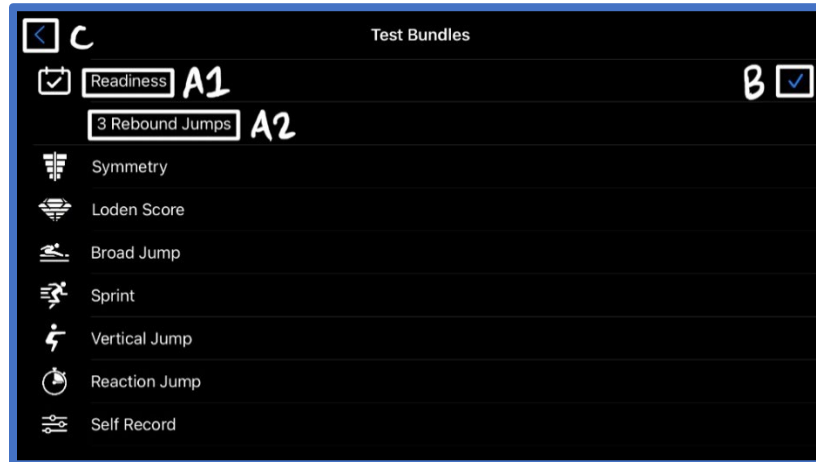 C Test Bundles
Readiness A1 B
3 Rebound Jumps A2
Symmetry
Loden Score
Broad Jump
Sprint
Vertical Jump
Reaction Jump
Self Record